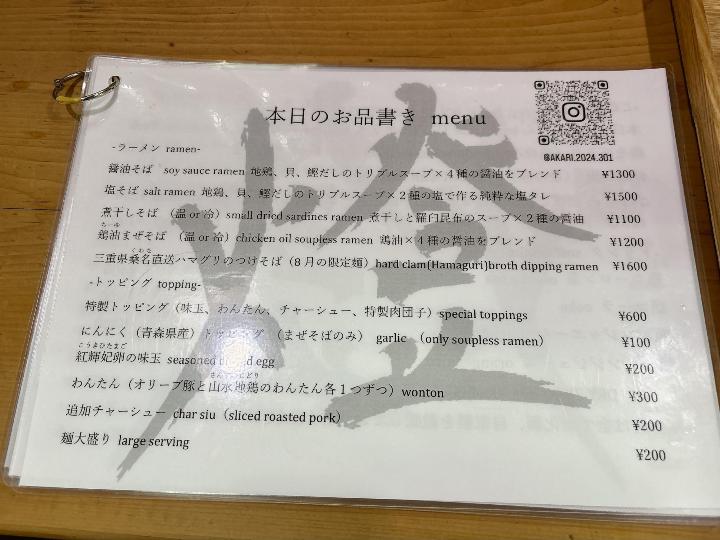 本日のお品書き menu
@AKARI.2024.301
-ラーメン ramen-
醤油そば soy sauce ramen 地鶏、貝、鰹だしのトリプルスープ×４種の醤油をブレンド ¥1300
塩そば salt ramen 地鶏、貝、鰹だしのトリプルスープ×２種の塩で作る純粋な塩タレ ¥1500
煮干しそば （温 or 冷）small dried sardines ramen 煮干しと羅臼昆布のスープ×２種の醤油 ¥1100
ちーゆ
鶏油まぜそば （温 or 冷）chicken oil soupless ramen 鶏油×４種の醤油をブレンド ¥1200
くわな
三重県桑名直送ハマグリのつけそば（８月の限定麺）hard clam(Hamaguri)broth dipping ramen ¥1600
-トッピング topping-
特製トッピング（味玉、わんたん、チャーシュー、特製肉団子）special toppings ¥600
にんにく（青森県産）トッピング （まぜそばのみ） garlic （only soupless ramen） ¥100
こうきひたまご
紅輝妃卵の味玉 seasoned egg ¥200
わんたん（オリーブ豚と山水地鶏のわんたん各１つずつ）wonton ¥300
追加チャーシュー char siu（sliced roasted pork） ¥200
麺大盛り large serving ¥200